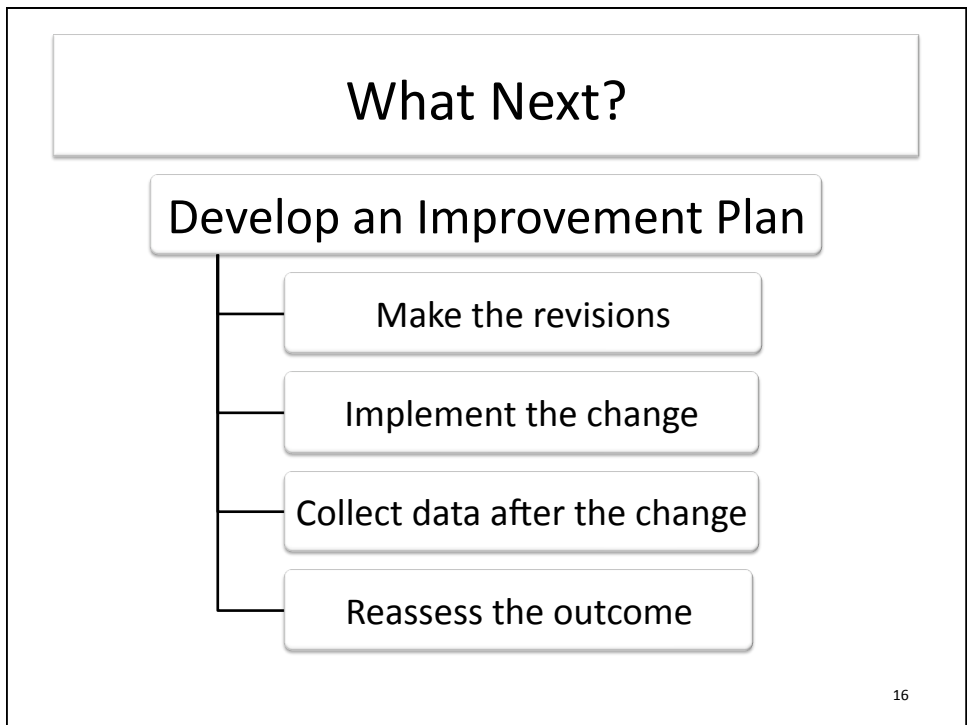 What Next?
Develop an Improvement Plan
Make the revisions
Implement the change
Collect data after the change
Reassess the outcome
16